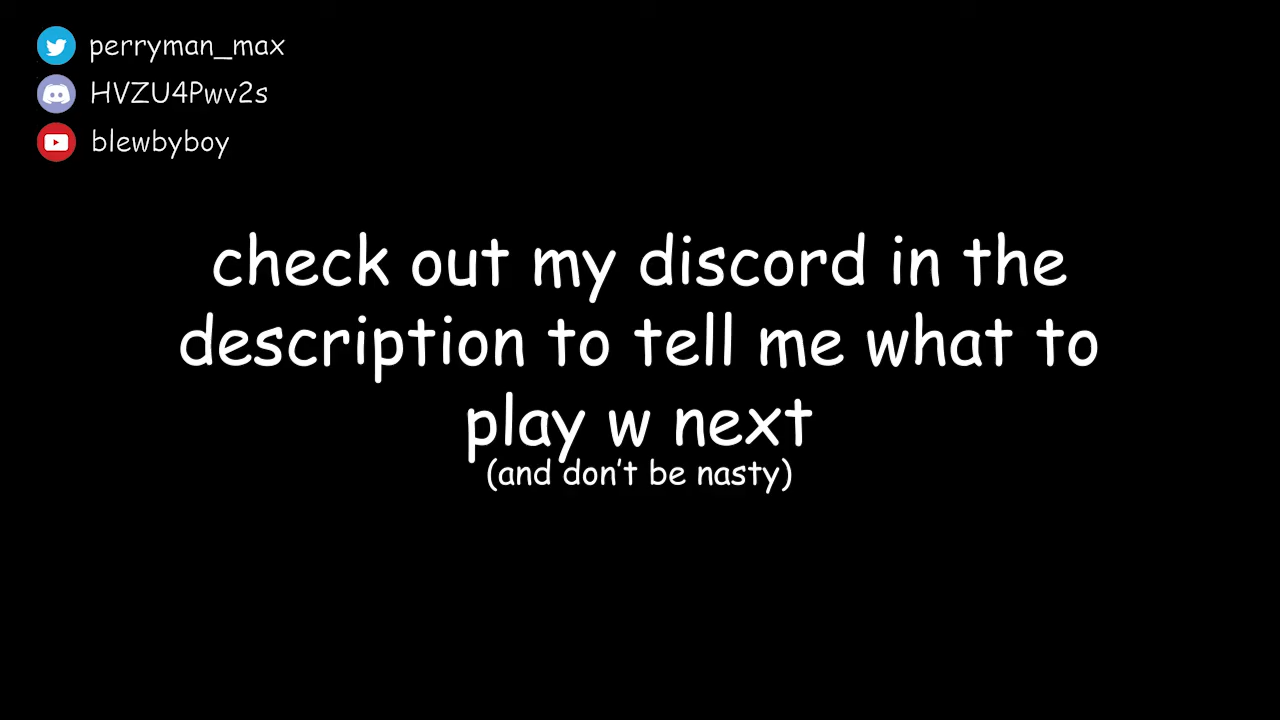 perryman_max
HVZU4Pwv2s
blewbyboy
check out my discord in the
description to tell me what to
play w next
(and don't be nasty)